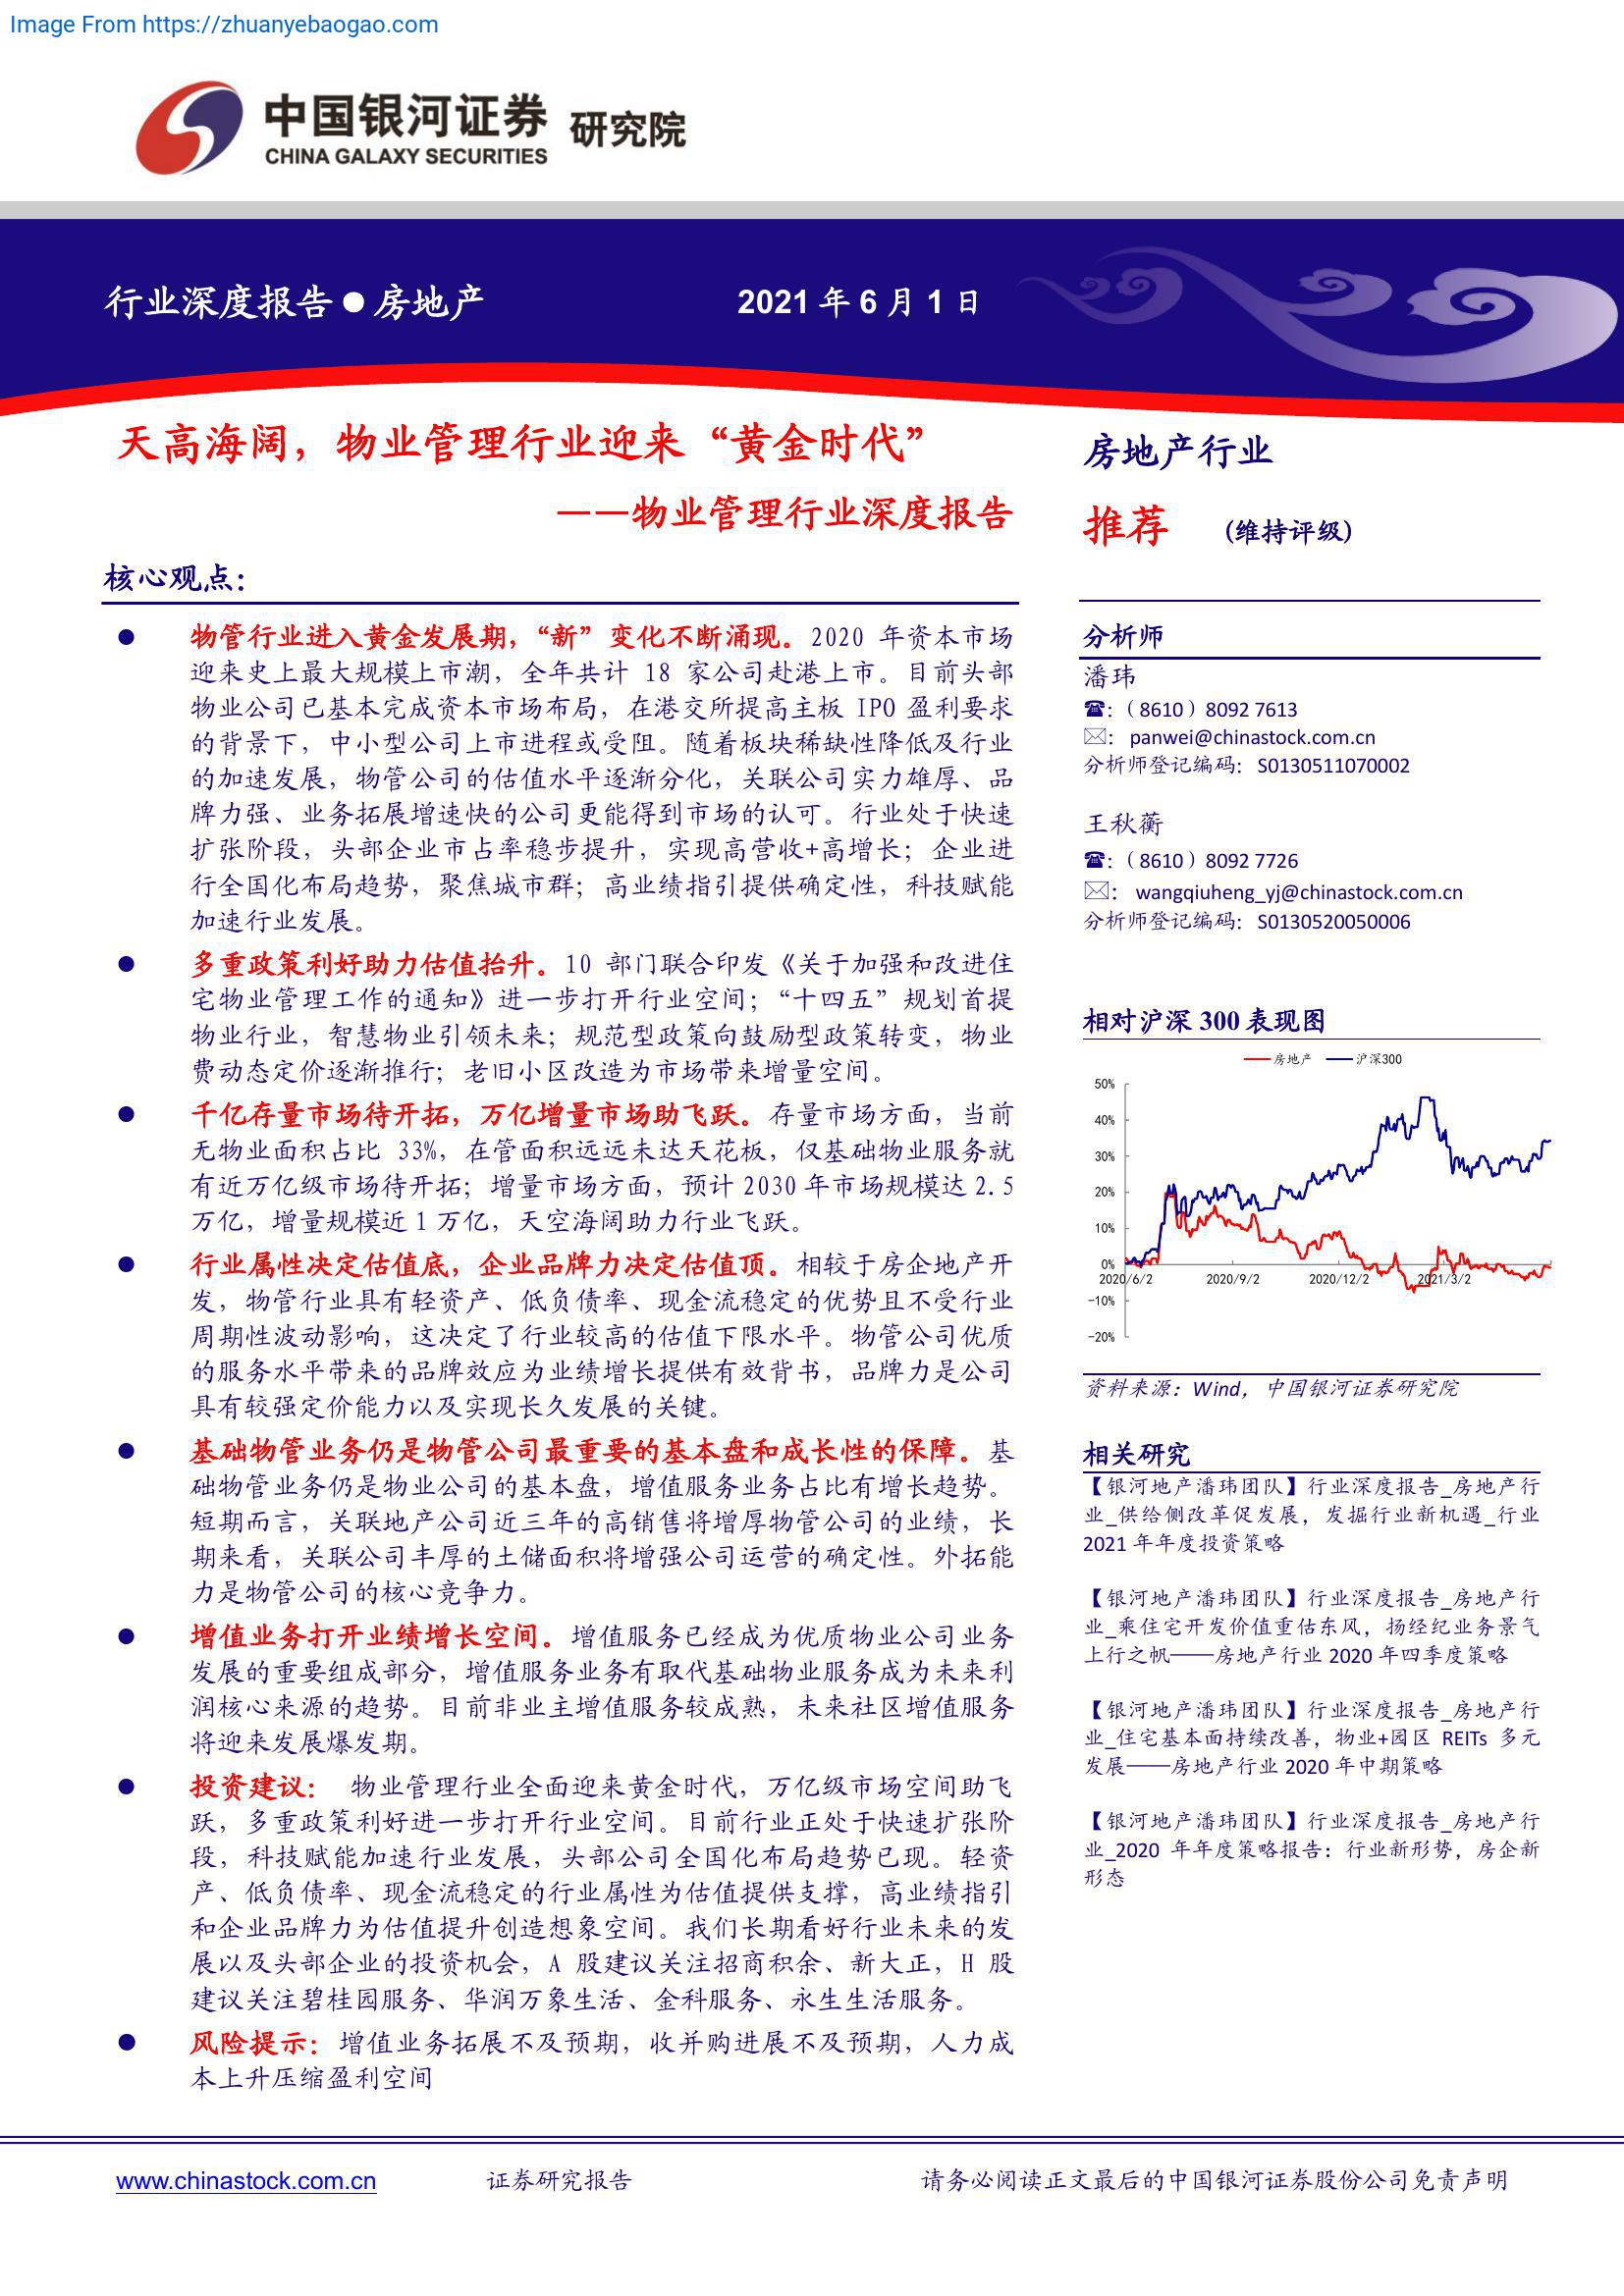 Image From https://zhuanyebaogao.com
中国银河证券 研究院
CHINA GALAXY SECURITIES
行业深度报告●房地产
2021 年 6 月 1 日
天高海阔，物业管理行业迎来“黄金时代”
——物业管理行业深度报告
核心观点：
● 物管行业进入黄金发展期，“新”变化不断涌现。2020 年资本市场
迎来史上最大规模上市潮，全年共计 18 家公司赴港上市。目前头部
物业公司已基本完成资本市场布局，在港交所提高主板 IPO 盈利要求
的背景下，中小型公司上市进程或受阻。随着板块稀缺性降低及行业
的加速发展，物管公司的估值水平逐渐分化，关联公司实力雄厚、品
牌力强、业务拓展增速快的公司更能得到市场的认可。行业处于快速
扩张阶段，头部企业市占率稳步提升，实现高营收+高增长；企业进
行全国化布局趋势，聚焦城市群；高业绩指引提供确定性，科技赋能
加速行业发展。
● 多重政策利好助力估值抬升。10 部门联合印发《关于加强和改进住
宅物业管理工作的通知》进一步打开行业空间；“十四五”规划首提
物业行业，智慧物业引领未来；规范型政策向鼓励型政策转变，物业
费动态定价逐渐推行；老旧小区改造为市场带来增量空间。
● 千亿存量市场待开拓，万亿增量市场助飞跃。存量市场方面，当前
无物业面积占比 33%，在管面积远远未达天花板，仅基础物业服务就
有近万亿级市场待开拓；增量市场方面，预计 2030 年市场规模达 2.5
万亿，增量规模近 1 万亿，天空海阔助力行业飞跃。
● 行业属性决定估值底，企业品牌力决定估值顶。相较于房企地产开
发，物管行业具有轻资产、低负债率、现金流稳定的优势且不受行业
周期性波动影响，这决定了行业较高的估值下限水平。物管公司优质
的服务水平带来的品牌效应为业绩增长提供有效背书，品牌力是公司
具有较强定价能力以及实现长久发展的关键。
● 基础物管业务仍是物管公司最重要的基本盘和成长性的保障。基
础物管业务仍是物业公司的基本盘，增值服务业务占比有增长趋势。
短期而言，关联地产公司近三年的高销售将增厚物管公司的业绩，长
期来看，关联公司丰厚的土储面积将增强公司运营的确定性。外拓能
力是物管公司的核心竞争力。
● 增值业务打开业绩增长空间。增值服务已经成为优质物业公司业务
发展的重要组成部分，增值服务业务有取代基础物业服务成为未来利
润核心来源的趋势。目前非业主增值服务较成熟，未来社区增值服务
将迎来发展爆发期。
● 投资建议： 物业管理行业全面迎来黄金时代，万亿级市场空间助飞
跃，多重政策利好进一步打开行业空间。目前行业正处于快速扩张阶
段，科技赋能加速行业发展，头部公司全国化布局趋势已现。轻资
产、低负债率、现金流稳定的行业属性为估值提供支撑，高业绩指引
和企业品牌力为估值提升创造想象空间。我们长期看好行业未来的发
展以及头部企业的投资机会，A 股建议关注招商积余、新大正，H 股
建议关注碧桂园服务、华润万象生活、金科服务、永生生活服务。
● 风险提示：增值业务拓展不及预期，收并购进展不及预期，人力成
本上升压缩盈利空间
房地产行业
推荐 (维持评级)
分析师
潘玮
☎:（8610）8092 7613
✉: panwei@chinastock.com.cn
分析师登记编码: S0130511070002
王秋蘅
☎:（8610）8092 7726
✉: wangqiuheng_yj@chinastock.com.cn
分析师登记编码: S0130520050006
相对沪深 300 表现图
房地产 沪深300
50%
40%
30%
20%
10%
0%
2020/6/2 2020/9/2 2020/12/2 2021/3/2
-10%
-20%
资料来源：Wind，中国银河证券研究院
相关研究
【银河地产潘玮团队】行业深度报告_房地产行
业_供给侧改革促发展，发掘行业新机遇_行业
2021 年年度投资策略
【银河地产潘玮团队】行业深度报告_房地产行
业_乘住宅开发价值重估东风，扬经纪业务景气
上行之帆——房地产行业 2020 年四季度策略
【银河地产潘玮团队】行业深度报告_房地产行
业_住宅基本面持续改善，物业+园区 REITs 多元
发展——房地产行业 2020 年中期策略
【银河地产潘玮团队】行业深度报告_房地产行
业_2020 年年度策略报告：行业新形势，房企新
形态
www.chinastock.com.cn 证券研究报告 请务必阅读正文最后的中国银河证券股份公司免责声明